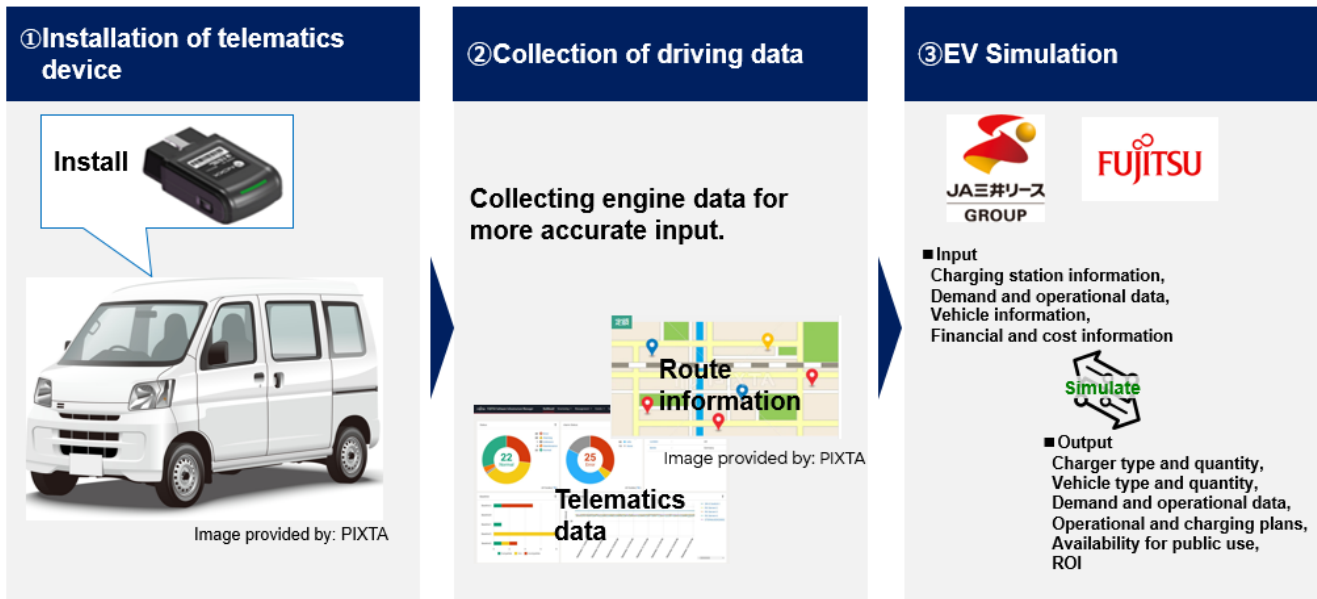 ①Installation of telematics
device
Install
Image provided by: PIXTA
②Collection of driving data
Collecting engine data for
more accurate input.
Route
information
Image provided by: PIXTA
22
25
Telematics
data
③EV Simulation
JA三井リース
GROUP
FUJITSU
■Input
Charging station information,
Demand and operational data,
Vehicle information,
Financial and cost information
Simulate
■Output
Charger type and quantity,
Vehicle type and quantity,
Demand and operational data,
Operational and charging plans,
Availability for public use,
ROI